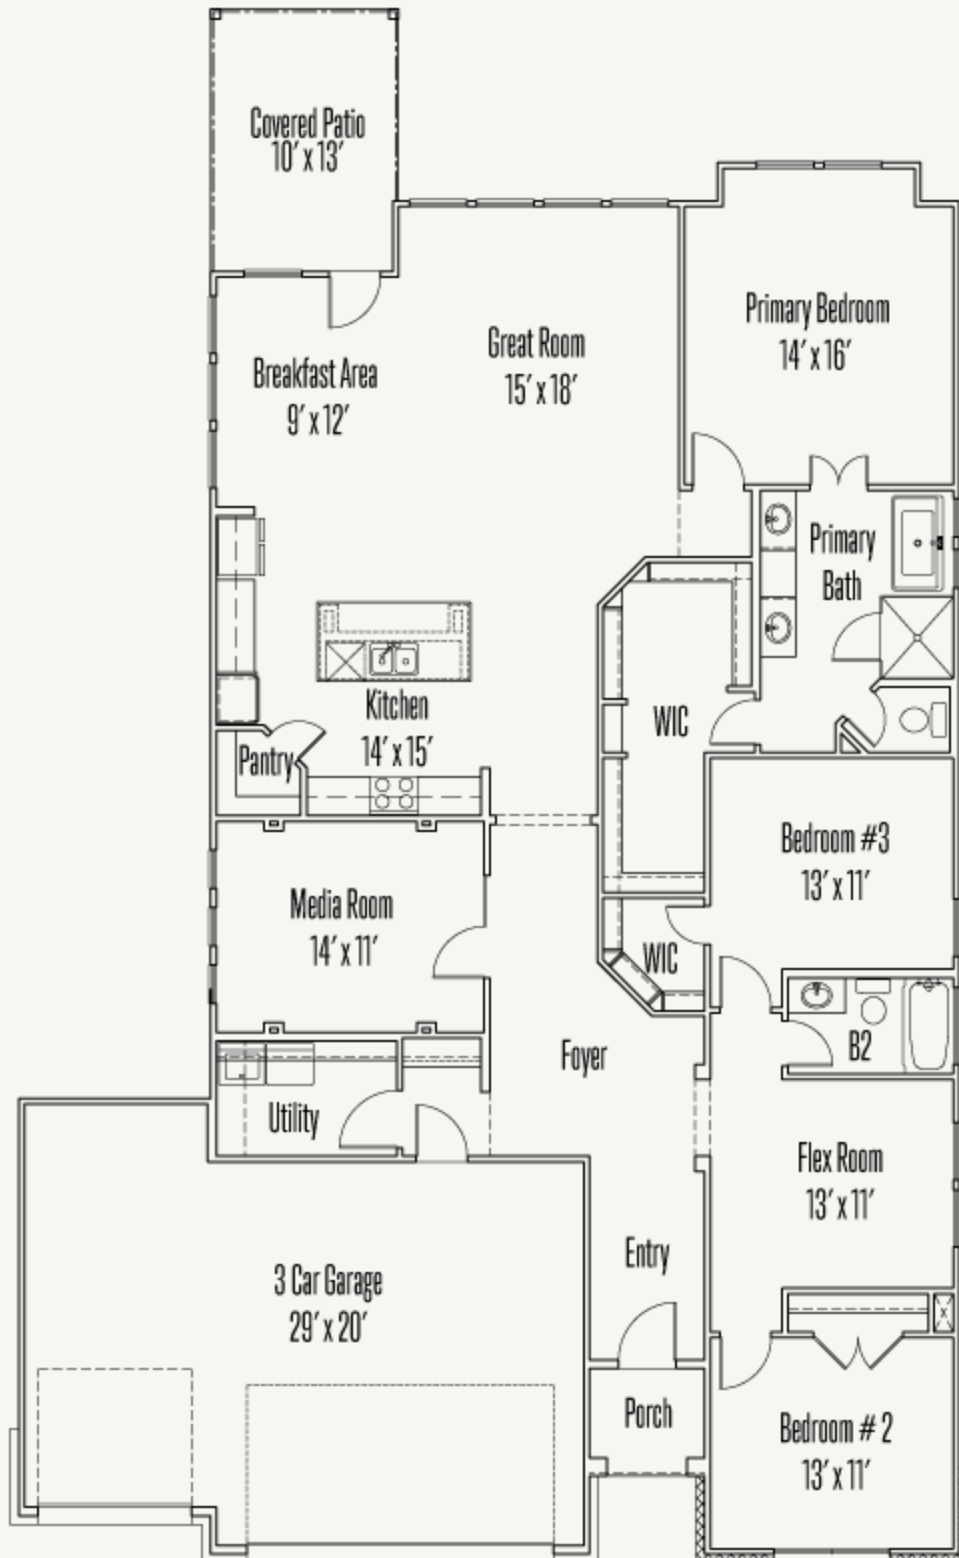 Covered Patio
10′ x 13′
Primary Bedroom
14′ x 16′
Great Room
15′ x 18′
Breakfast Area
9′ x 12′
Primary
Bath
Kitchen
14′ x 15′
WIC
Pantry
Bedroom #3
13′ x 11′
Media Room
14′ x 11′
WIC
B2
Foyer
Utility
Flex Room
13′ x 11′
Entry
3 Car Garage
29′ x 20′
Porch
Bedroom # 2
13′ x 11′